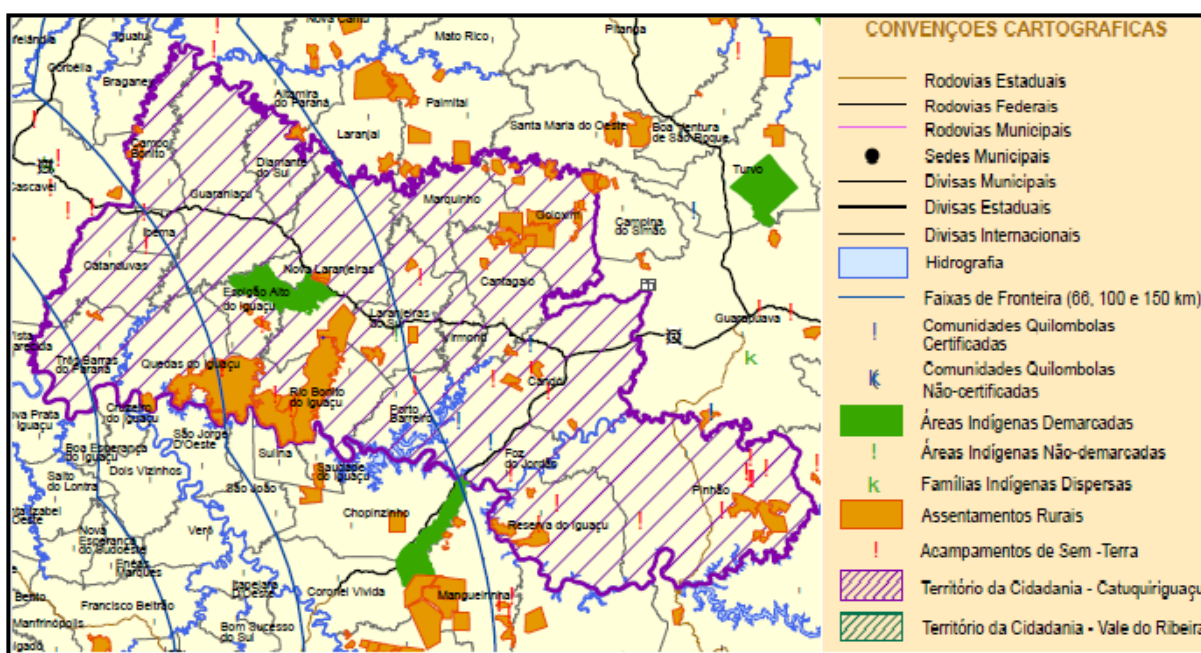 Nova Cantu
Mato Rico
Pitanga
Iguatu
Corbélia
Braganey
Altamira
do Paraná
Palmital
Laranjal
Santa Maria do Oeste
Boa Ventura
de São Roque
Campo
Bonito
Diamante
do Sul
Turvo
Cascavel
Guaraniaçu
Marquinho
Goioxim
Campina
do Simão
Ibema
Catanduvas
Nova Laranjeiras
Cantagalo
Espigão Alto
do Iguaçu
Laranjeiras
do Sul
Guarapuava
Virmond
Três Barras
do Paraná
Quedas do Iguaçu
Candói
Rio Bonito
do Iguaçu
Porto
Barreiro
Cruzeiro
do Iguaçu
São Jorge
D'Oeste
Boa Esperança
do Iguaçu
Sulina
Foz
do Jordão
Dois Vizinhos
Saudade
do Iguaçu
Salto
do Lontra
São João
Pinhão
Chopinzinho
Reserva do Iguaçu
Nova
Esperança
do Sudoeste
Verê
Enéas
Marques
Itapejara
D'Oeste
Coronel Vivida
Mangueirinha
Francisco Beltrão
Manfrinópolis
Bom Sucesso
do Sul
CONVENÇÕES CARTOGRAFICAS
Rodovias Estaduais
Rodovias Federais
Rodovias Municipais
Sedes Municipais
Divisas Municipais
Divisas Estaduais
Divisas Internacionais
Hidrografia
Faixas de Fronteira (66, 100 e 150 km)
Comunidades Quilombolas
Certificadas
Comunidades Quilombolas
Não-certificadas
Áreas Indígenas Demarcadas
Áreas Indígenas Não-demarcadas
Famílias Indígenas Dispersas
Assentamentos Rurais
Acampamentos de Sem -Terra
Território da Cidadania - Catuquiriguaçu
Território da Cidadania - Vale do Ribeira